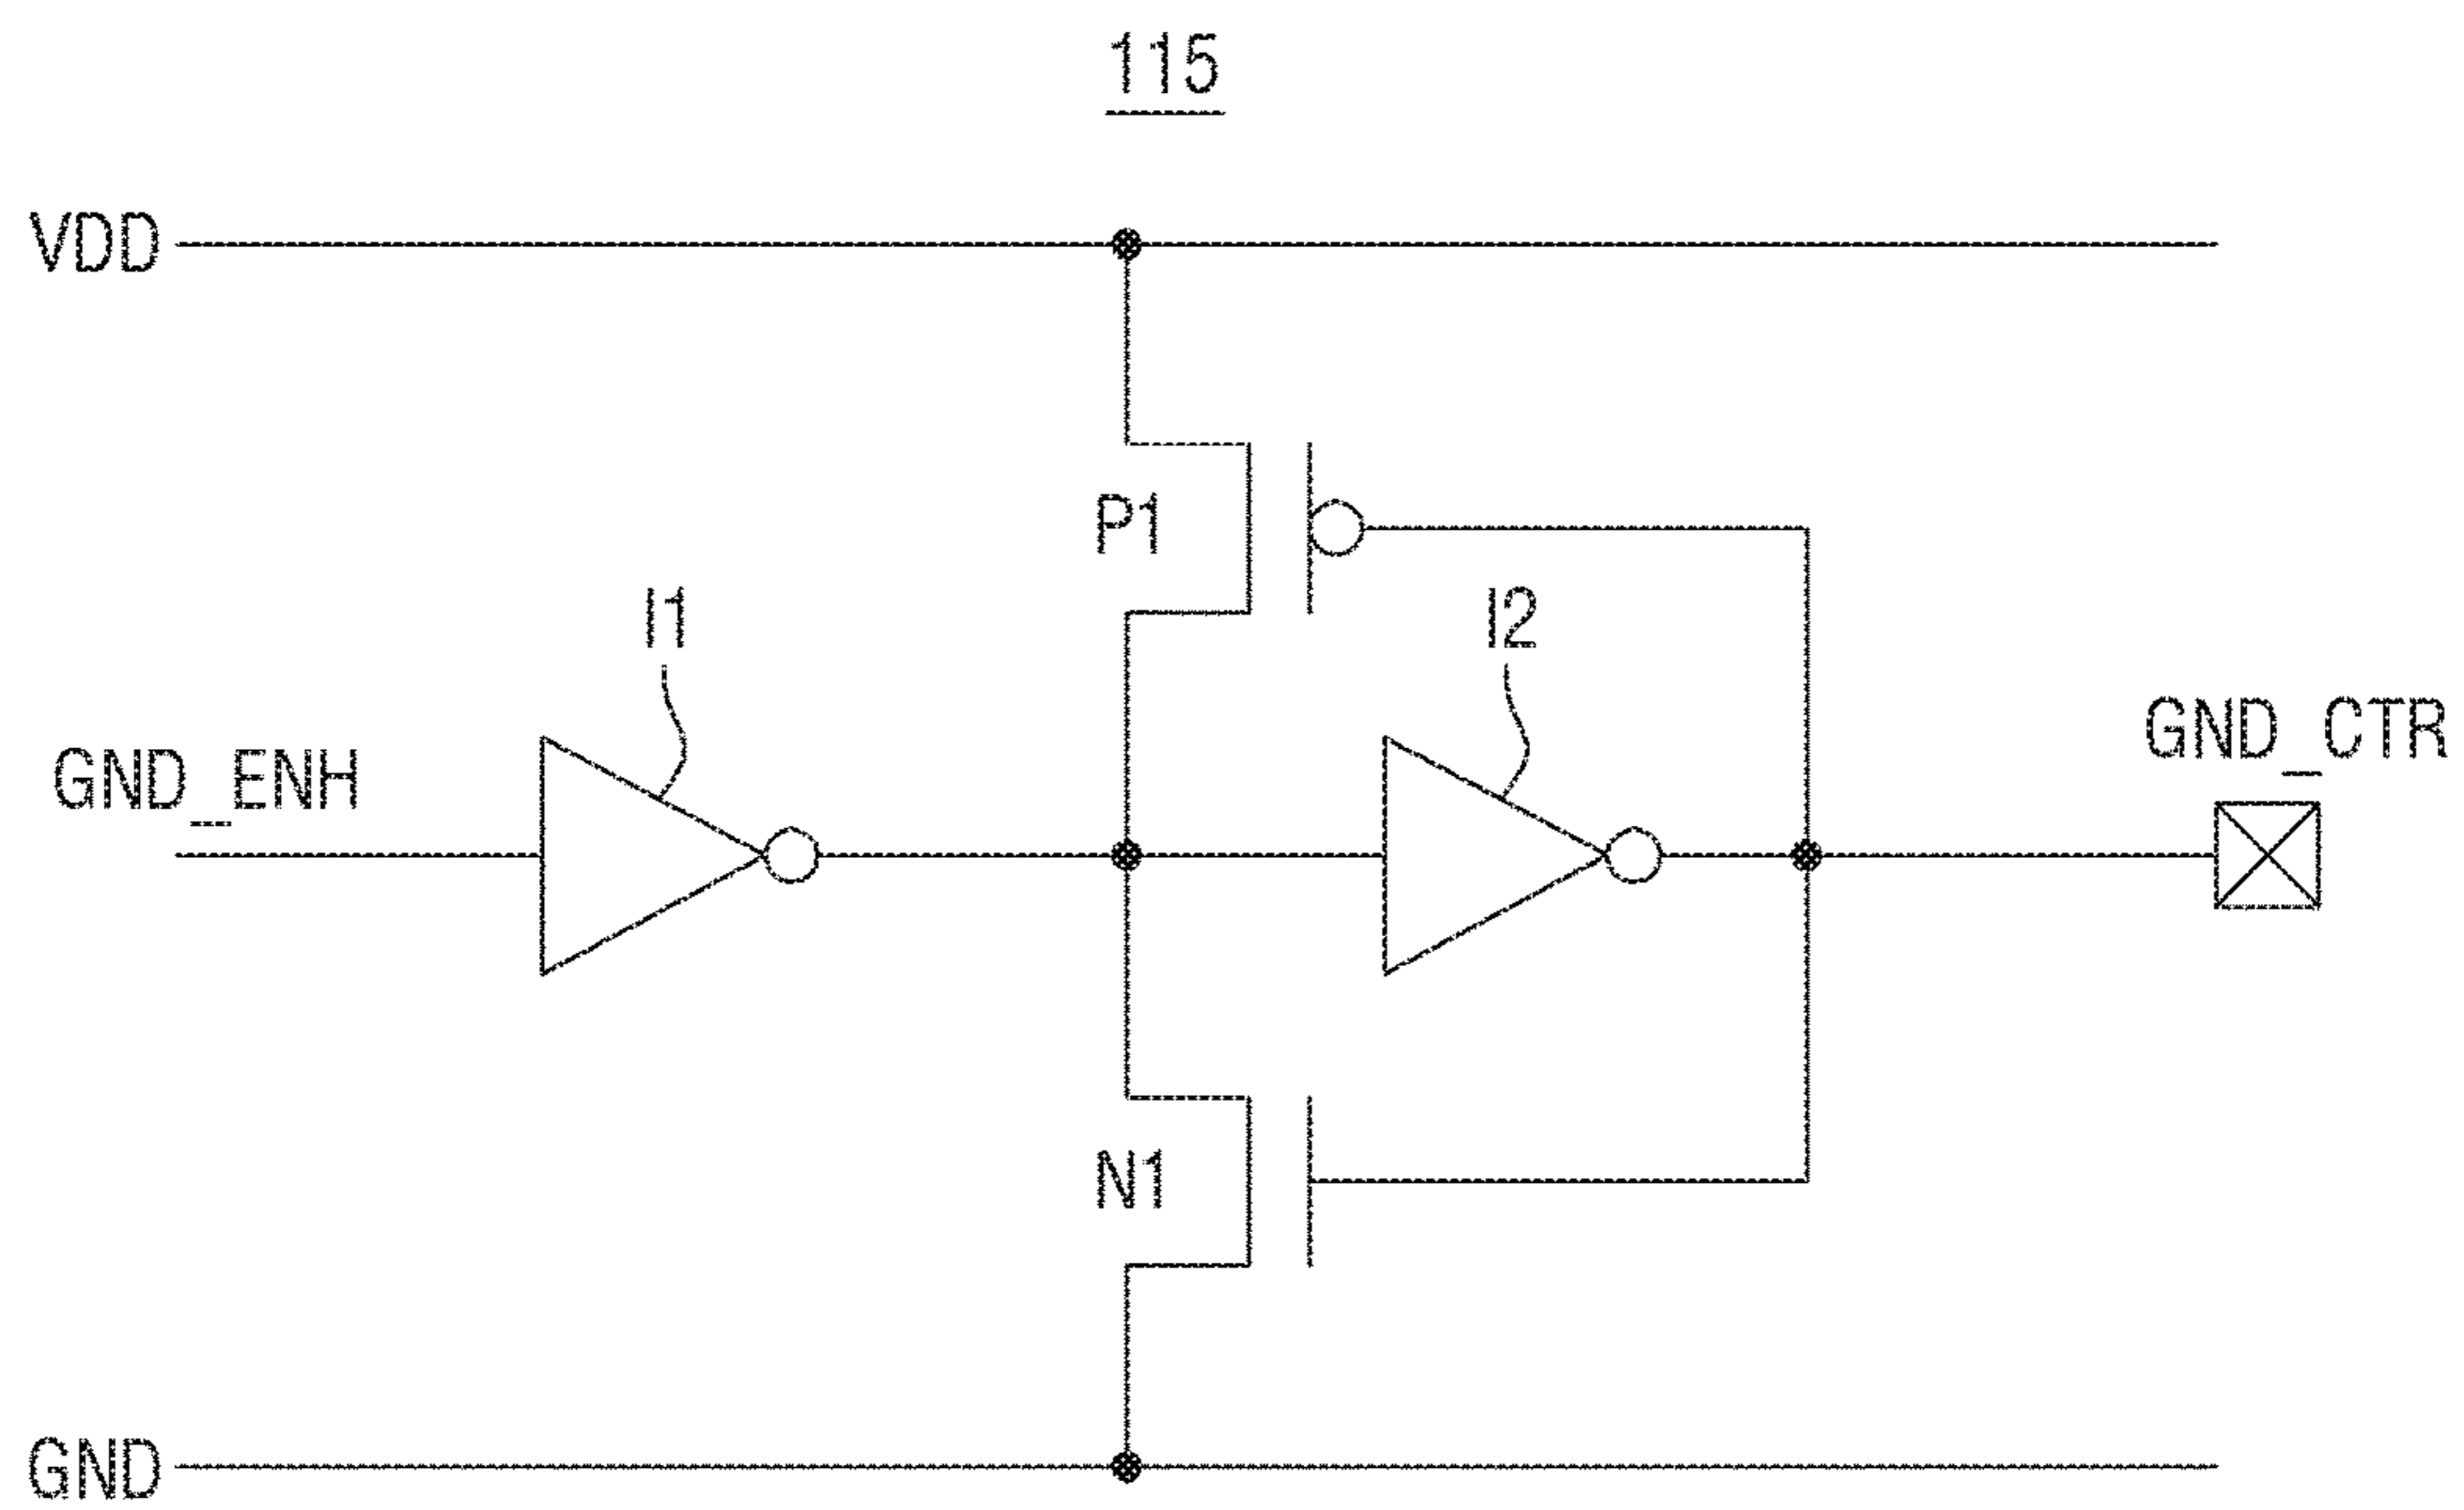 115
VDD
P1
I1
I2
GND_ENH
GND_CTR
N1
GND